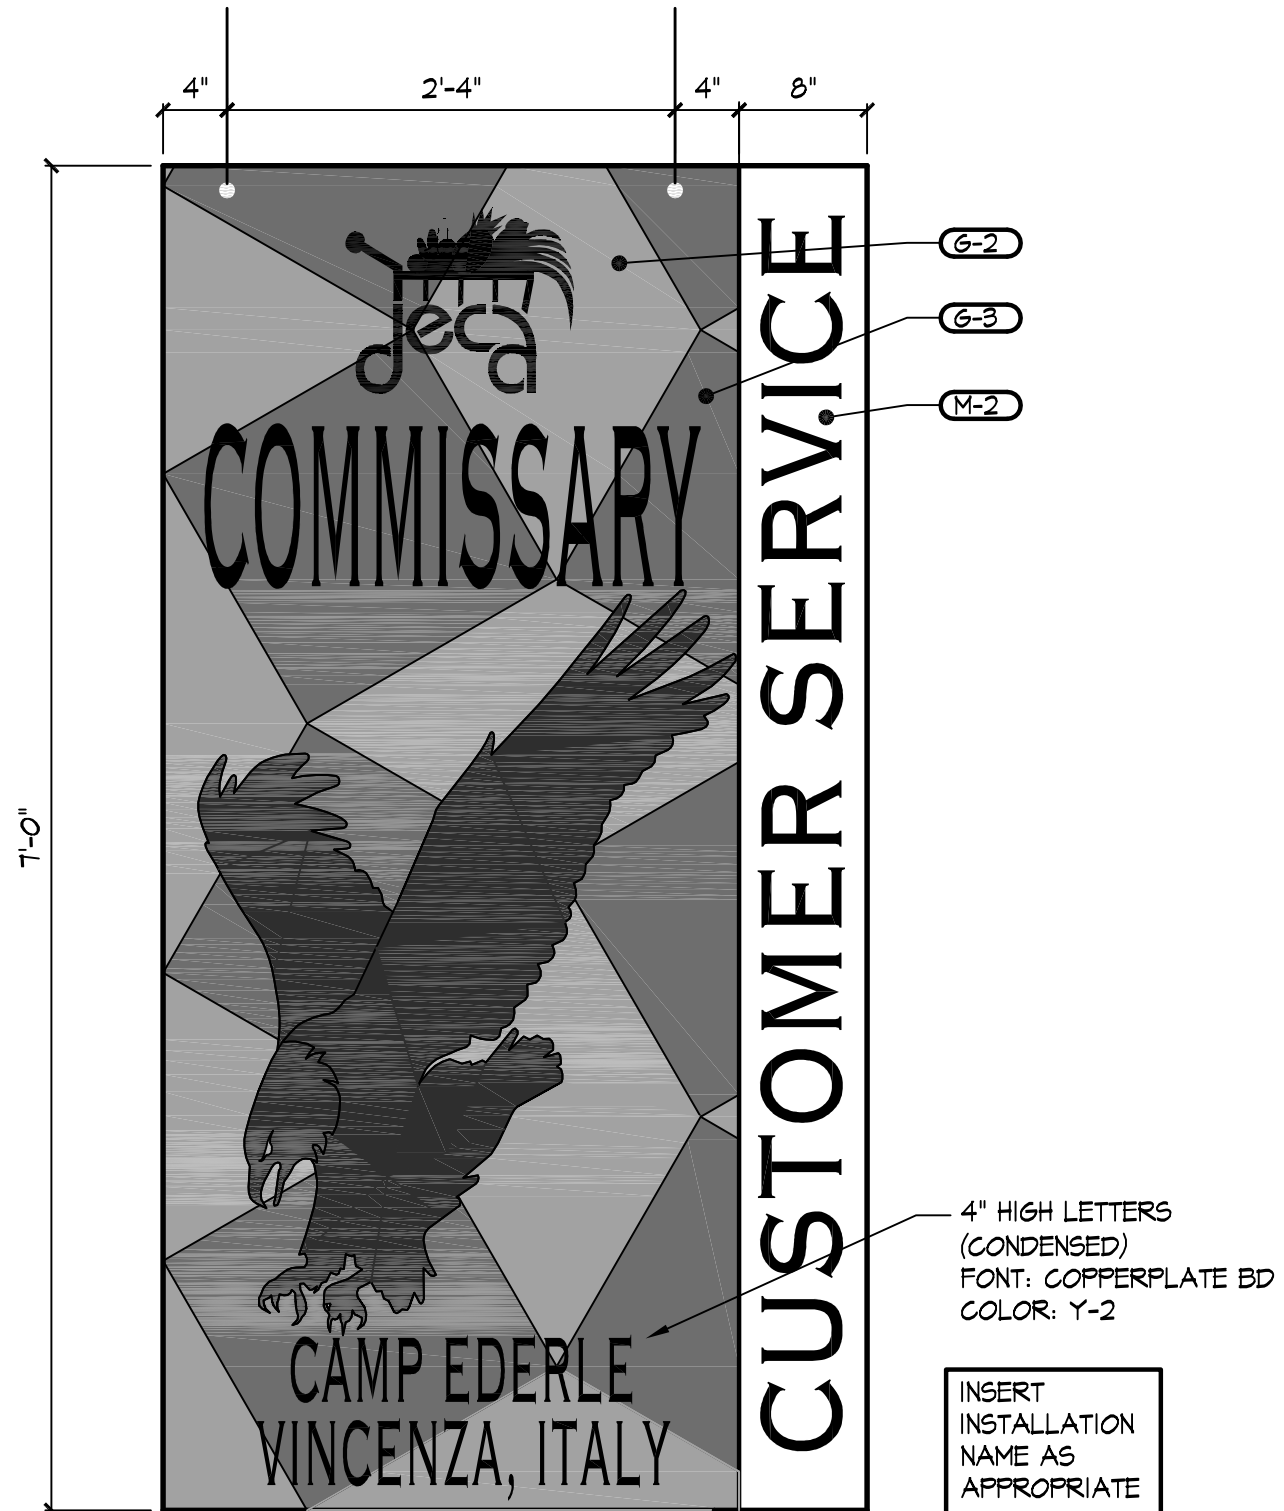 4" 2'-4" 4" 8"
7'-0"
deca
COMMISSARY
CUSTOMER SERVICE
G-2
G-3
M-2
4" HIGH LETTERS
(CONDENSED)
FONT: COPPERPLATE BD
COLOR: Y-2
CAMP EDERLE
VINCENZA, ITALY
INSERT
INSTALLATION
NAME AS
APPROPRIATE